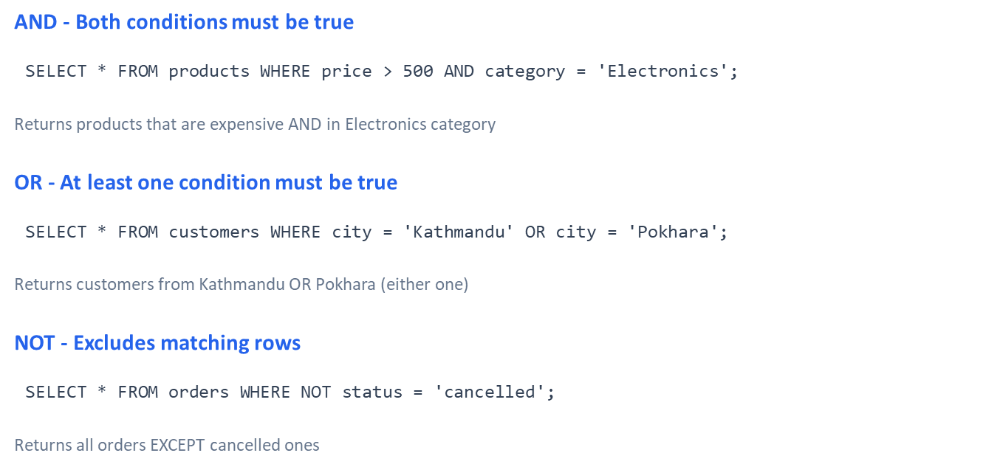 AND - Both conditions must be true
SELECT * FROM products WHERE price > 500 AND category = 'Electronics';
Returns products that are expensive AND in Electronics category
OR - At least one condition must be true
SELECT * FROM customers WHERE city = 'Kathmandu' OR city = 'Pokhara';
Returns customers from Kathmandu OR Pokhara (either one)
NOT - Excludes matching rows
SELECT * FROM orders WHERE NOT status = 'cancelled';
Returns all orders EXCEPT cancelled ones